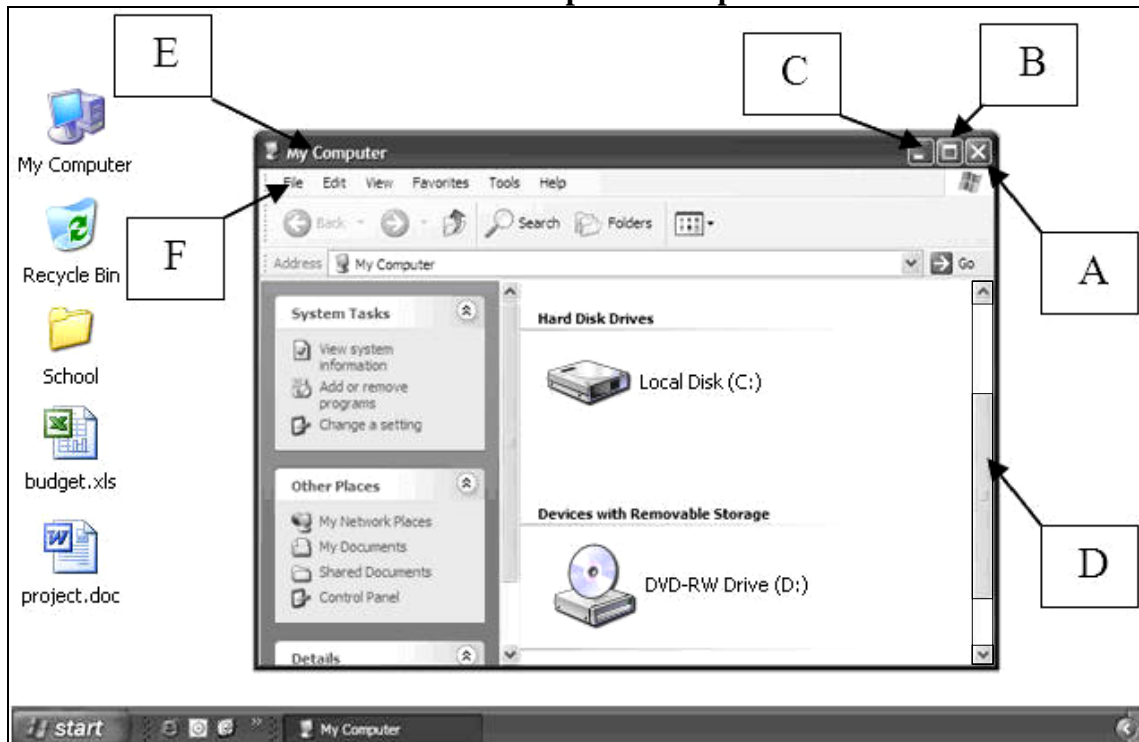 E
C
B
My Computer
My Computer
File Edit View Favorites Tools Help
Back Search Folders
Recycle Bin
F
Address My Computer Go
A
System Tasks
Hard Disk Drives
View system
information
School
Add or remove
programs
Local Disk (C:)
Change a setting
budget.xls
Other Places
Devices with Removable Storage
My Network Places
My Documents
Shared Documents
Control Panel
DVD-RW Drive (D:)
D
project.doc
Details
start My Computer